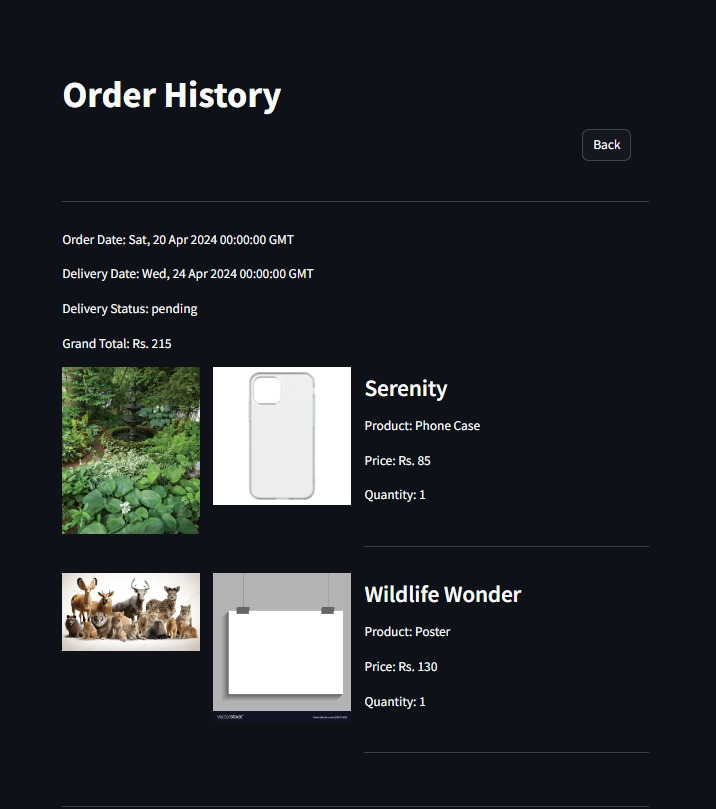 Order History
Back
Order Date: Sat, 20 Apr 2024 00:00:00 GMT
Delivery Date: Wed, 24 Apr 2024 00:00:00 GMT
Delivery Status: pending
Grand Total: Rs. 215
Serenity
Product: Phone Case
Price: Rs. 85
Quantity: 1
Wildlife Wonder
Product: Poster
Price: Rs. 130
Quantity: 1
VectorStock